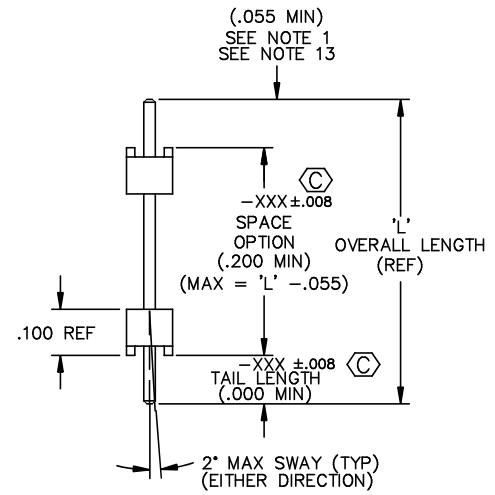 (.055 MIN)
SEE NOTE 1
SEE NOTE 13
C
-XXX ±.008
SPACE
OPTION
(.200 MIN)
(MAX = 'L' -.055)
'L'
OVERALL LENGTH
(REF)
.100 REF
-XXX ±.008 C
TAIL LENGTH
(.000 MIN)
2° MAX SWAY (TYP)
(EITHER DIRECTION)